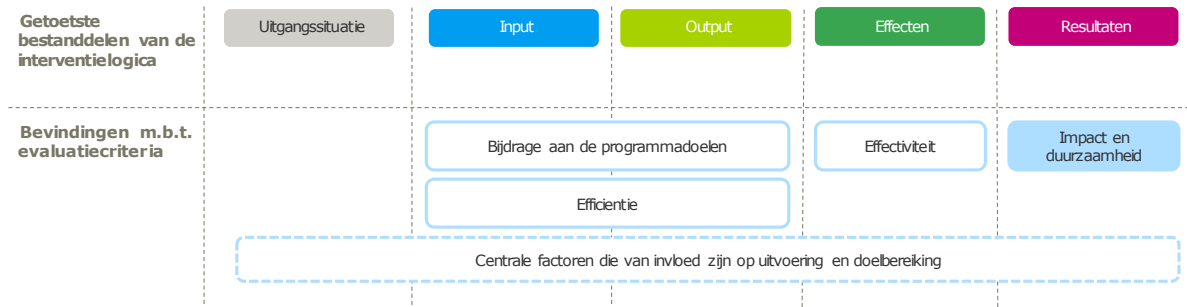 Getoetste
bestanddelen van de
interventielogica
Uitgangssituatie
Input
Output
Effecten
Resultaten
Bevindingen m.b.t.
evaluatiecriteria
Bijdrage aan de programmadoelen
Effectiviteit
Impact en
duurzaamheid
Efficientie
Centrale factoren die van invloed zijn op uitvoering en doelbereiking